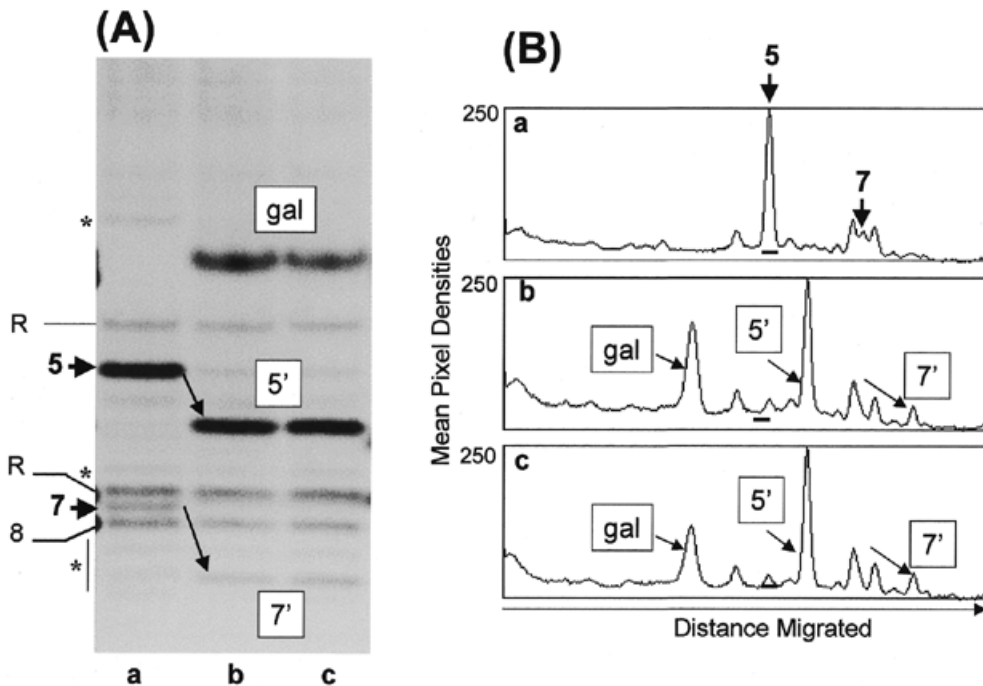 (A)
gal
*
R
5
5'
R
*
7
8
*
7'
a b c
(B)
5
250
a
7
250
b
gal
5'
7'
250
c
gal
5'
7'
Mean Pixel Densities
Distance Migrated